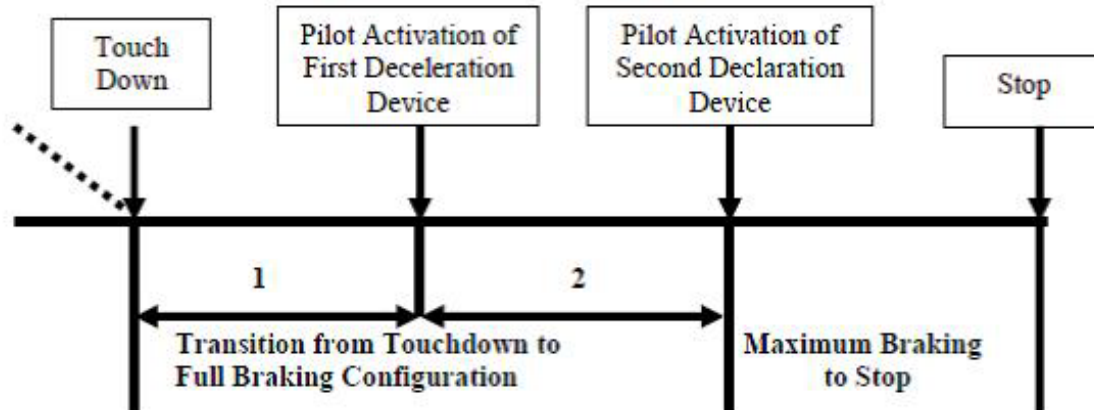 Touch
Down
Pilot Activation of
First Deceleration
Device
Pilot Activation of
Second Declaration
Device
Stop
1
2
Transition from Touchdown to
Full Braking Configuration
Maximum Braking
to Stop